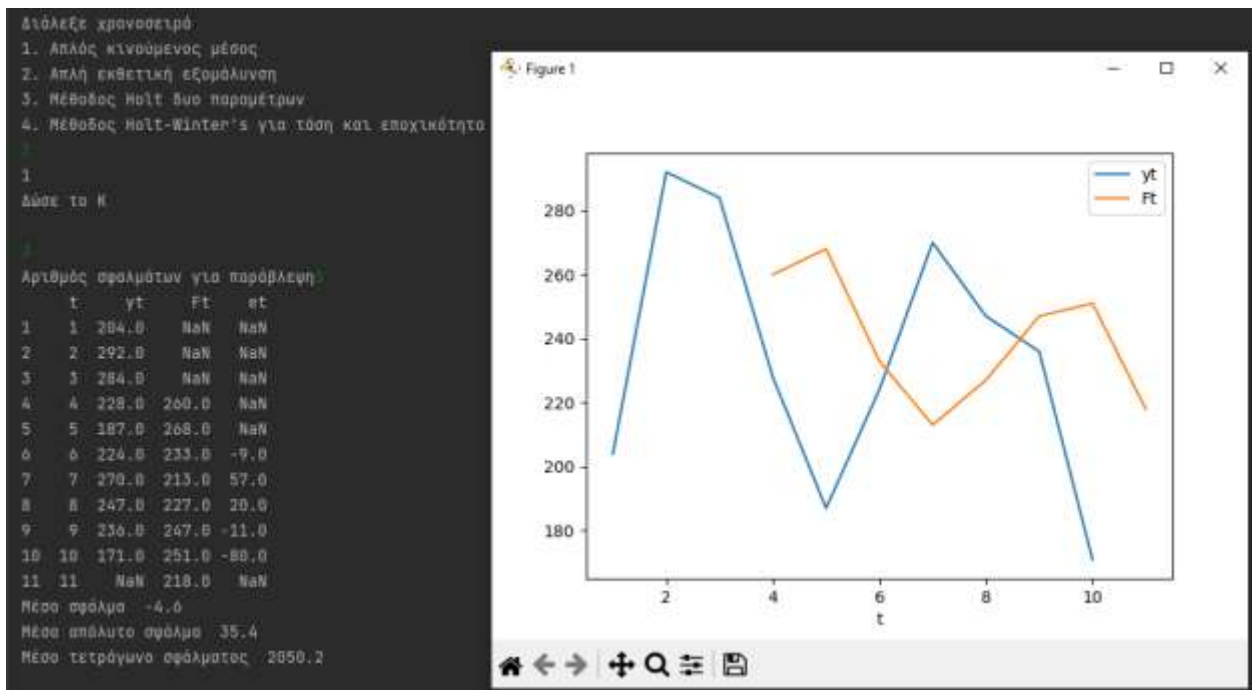 Διάλεξε χρονοσειρά
1. Απλός κινούμενος μέσος
2. Απλή εκθετική εξομάλυνση
3. Μέθοδος Holt δυο παραμέτρων
4. Μέθοδος Holt-Winter's για τάση και εποχικότητα
1
Δώσε το K
Αριθμός σφαλμάτων για παράβλεψη
t yt Ft et
1 1 204.0 NaN NaN
2 2 292.0 NaN NaN
3 3 284.0 NaN NaN
4 4 228.0 260.0 NaN
5 5 187.0 268.0 NaN
6 6 224.0 233.0 -9.0
7 7 270.0 213.0 57.0
8 8 247.0 227.0 20.0
9 9 236.0 247.0 -11.0
10 10 171.0 251.0 -80.0
11 11 NaN 218.0 NaN
Μέσο σφάλμα -4.6
Μέσο απόλυτο σφάλμα 35.4
Μέσο τετράγωνο σφάλματος 2050.2
Figure 1
yt
Ft
280
260
240
220
200
180
2 4 6 8 10
t